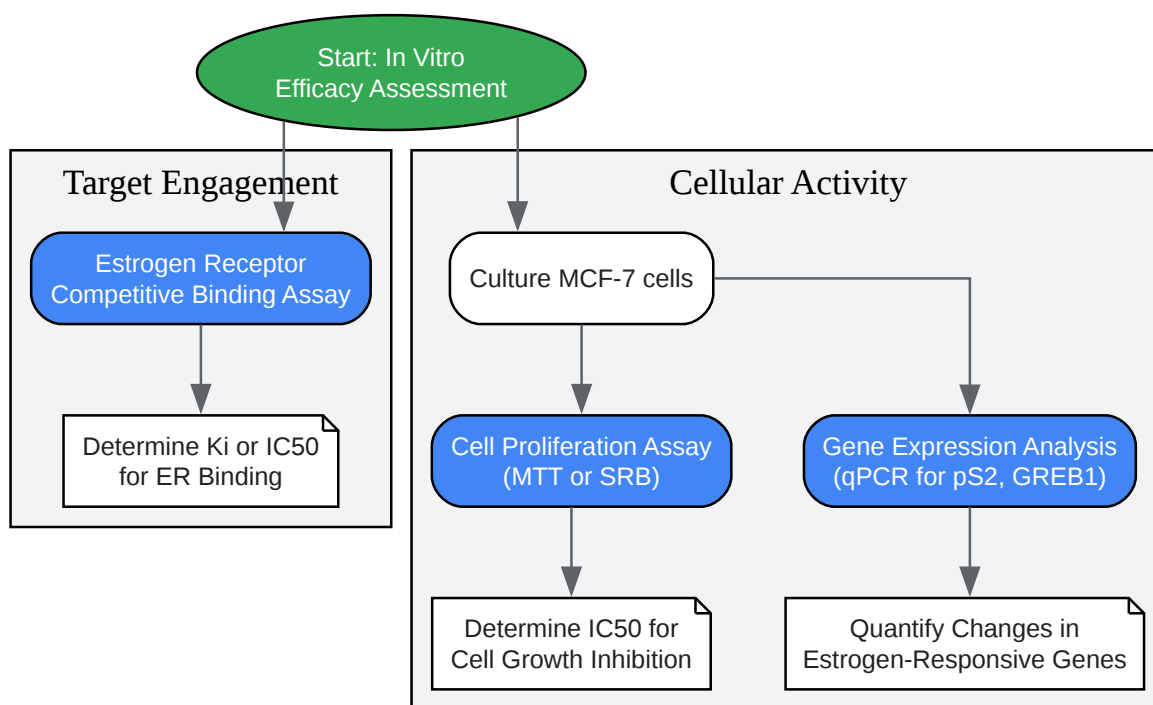 Start: In Vitro
Efficacy Assessment
Target Engagement
Estrogen Receptor
Competitive Binding Assay
Determine Ki or IC50
for ER Binding
Cellular Activity
Culture MCF-7 cells
Cell Proliferation Assay
(MTT or SRB)
Gene Expression Analysis
(qPCR for pS2, GREB1)
Determine IC50 for
Cell Growth Inhibition
Quantify Changes in
Estrogen-Responsive Genes